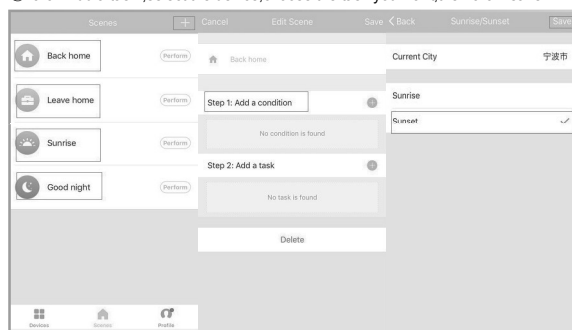 Scenes
Back home
Perform
Leave home
Perform
Sunrise
Perform
Good night
Perform
Devices
Scenes
Profile
Cancel
Edit Scene
Save
Back home
Step 1: Add a condition
No condition is found
Step 2: Add a task
No task is found
Delete
< Back
Sunrise/Sunset
Save
Current City
宁波市
Sunrise
Sunset